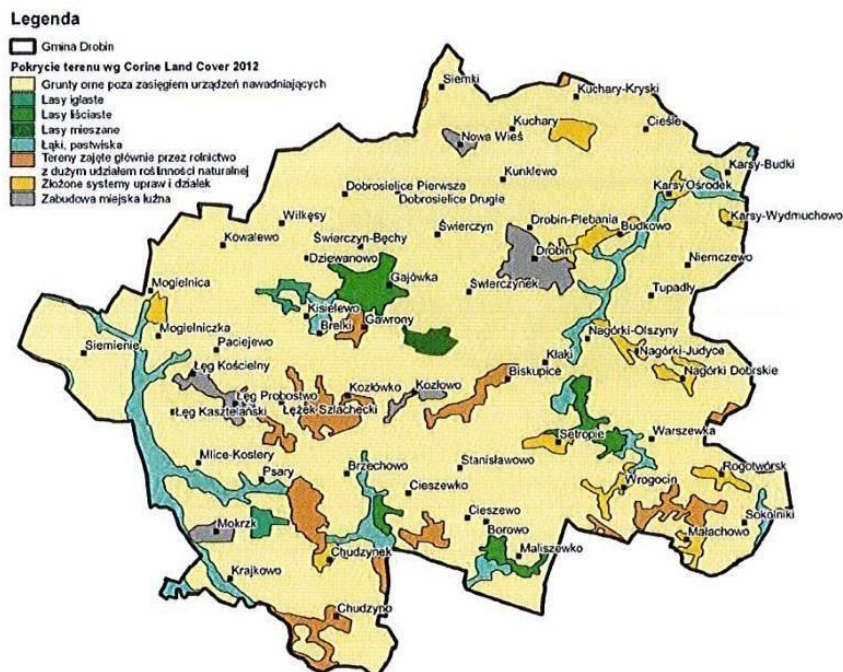 Legenda
Gmina Drobin
Pokrycie terenu wg Corine Land Cover 2012
Grunty orne poza zasięgiem urządzeń nawadniających
Lasy iglaste
Lasy liściaste
Lasy mieszane
Łąki, pastwiska
Tereny zajęte głównie przez rolnictwo
z dużym udziałem roślinności naturalnej
Złożone systemy upraw i działek
Zabudowa miejska luźna
Siemki
Kuchary-Kryski
Kuchary
Cieśle
Nowa Wieś
Karsy-Budki
Kunklewo
Karsy Ośrodek
Dobrosielice Pierwsze
Dobrosielice Drugie
Karsy-Wydmuchowo
Wilkęsy
Świerczyn
Drobin-Plebania
Budkowo
Kowalewo
Świerczyn-Bęchy
Dziewanowo
Drobin
Niemczewo
Mogielnica
Gajówka
Świerczynek
Tupadły
Kisielewo
Mogielniczka
Brelki
Gawrony
Nagórki-Olszyny
Siemienie
Paciejewo
Kłaki
Nagórki-Judyce
Łęg Kościelny
Biskupice
Nagórki Dobrskie
Łęg Probostwo
Kozłówko
Kozłowo
Łęg Kasztelański
Łężek Szlachecki
Setropie
Warszewka
Mlice-Kostery
Brzechowo
Stanisławowo
Psary
Cieszewko
Rogotwórsk
Wrogocin
Mokrzk
Cieszewo
Borowo
Sokolniki
Małachowo
Chudzynek
Maliszewko
Krajkowo
Chudzyno